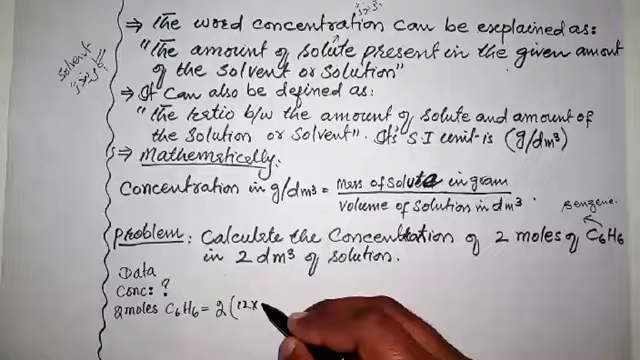 ⇒ The word concentration can be explained as:
"The amount of solute present in the given amont
of the solvent or solution"
solvent
⇒ It can also be defined as:
"The ratio b/w the amount of solute and amount of
the solution or solvent". It's S.I unit is (g/dm³)
⇒ Mathematically:
Concentration in g/dm³ = Mass of solute in gram
volume of solution in dm³.
Benzene.
Problem: Calculate the Concentration of 2 moles of C₆H₆
in 2 dm³ of solution.
Data
Conc: ?
2 moles C₆H₆ = 2(12×